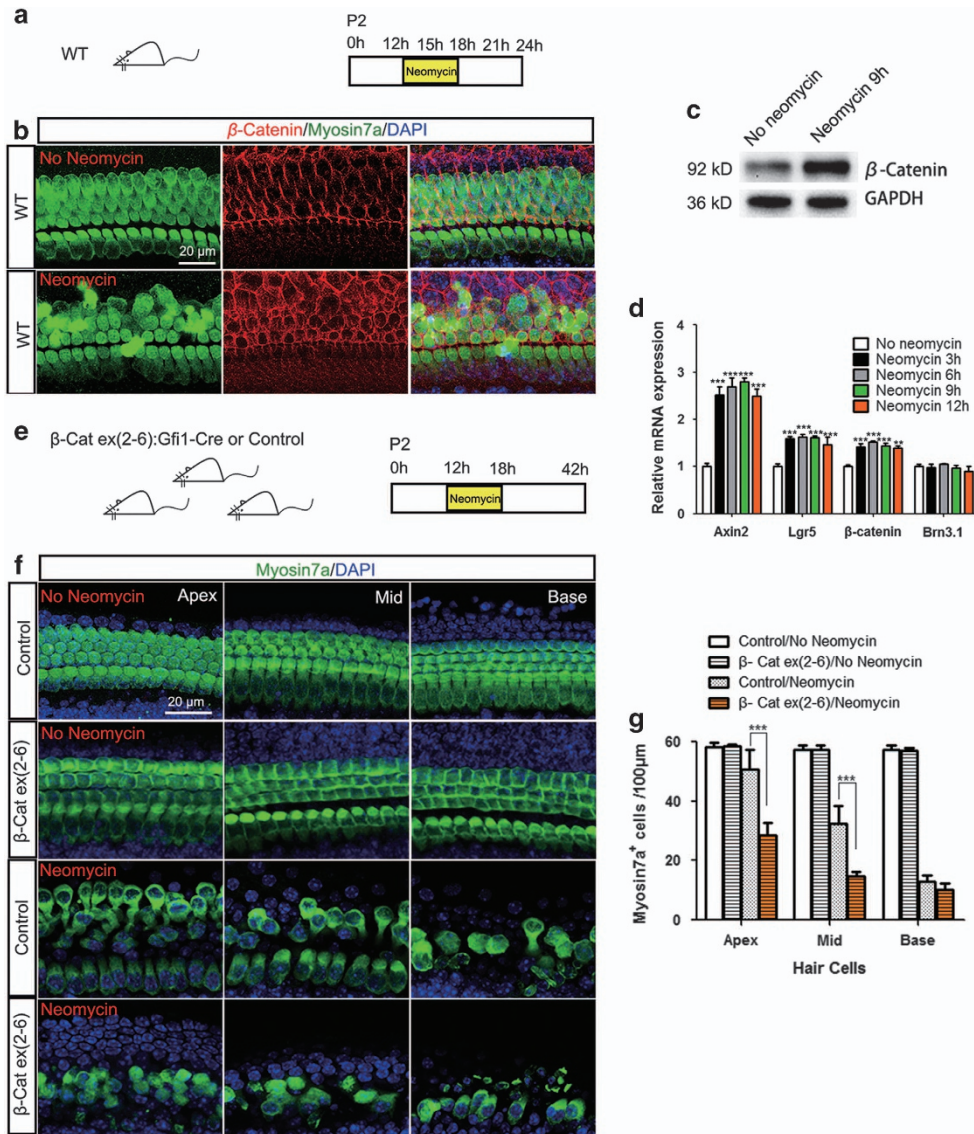 a
WT
P2
0h 12h 15h 18h 21h 24h
Neomycin
b
β-Catenin/Myosin7a/DAPI
WT
No Neomycin
20 µm
WT
Neomycin
c
No neomycin
Neomycin 9h
92 kD
β-Catenin
36 kD
GAPDH
d
Relative mRNA expression
4
3
2
1
0
No neomycin
Neomycin 3h
Neomycin 6h
Neomycin 9h
Neomycin 12h
*** *** *** ***
*** *** *** ***
*** *** *** **
Axin2 Lgr5 β-catenin Brn3.1
e
β-Cat ex(2-6):Gfi1-Cre or Control
P2
0h 12h 18h 42h
Neomycin
f
Myosin7a/DAPI
Control
No Neomycin Apex Mid Base
20 µm
β-Cat ex(2-6)
No Neomycin
Control
Neomycin
β-Cat ex(2-6)
Neomycin
Control/No Neomycin
β- Cat ex(2-6)/No Neomycin
Control/Neomycin
β- Cat ex(2-6)/Neomycin
g
Myosin7a+ cells /100µm
60
40
20
0
***
***
Apex Mid Base
Hair Cells